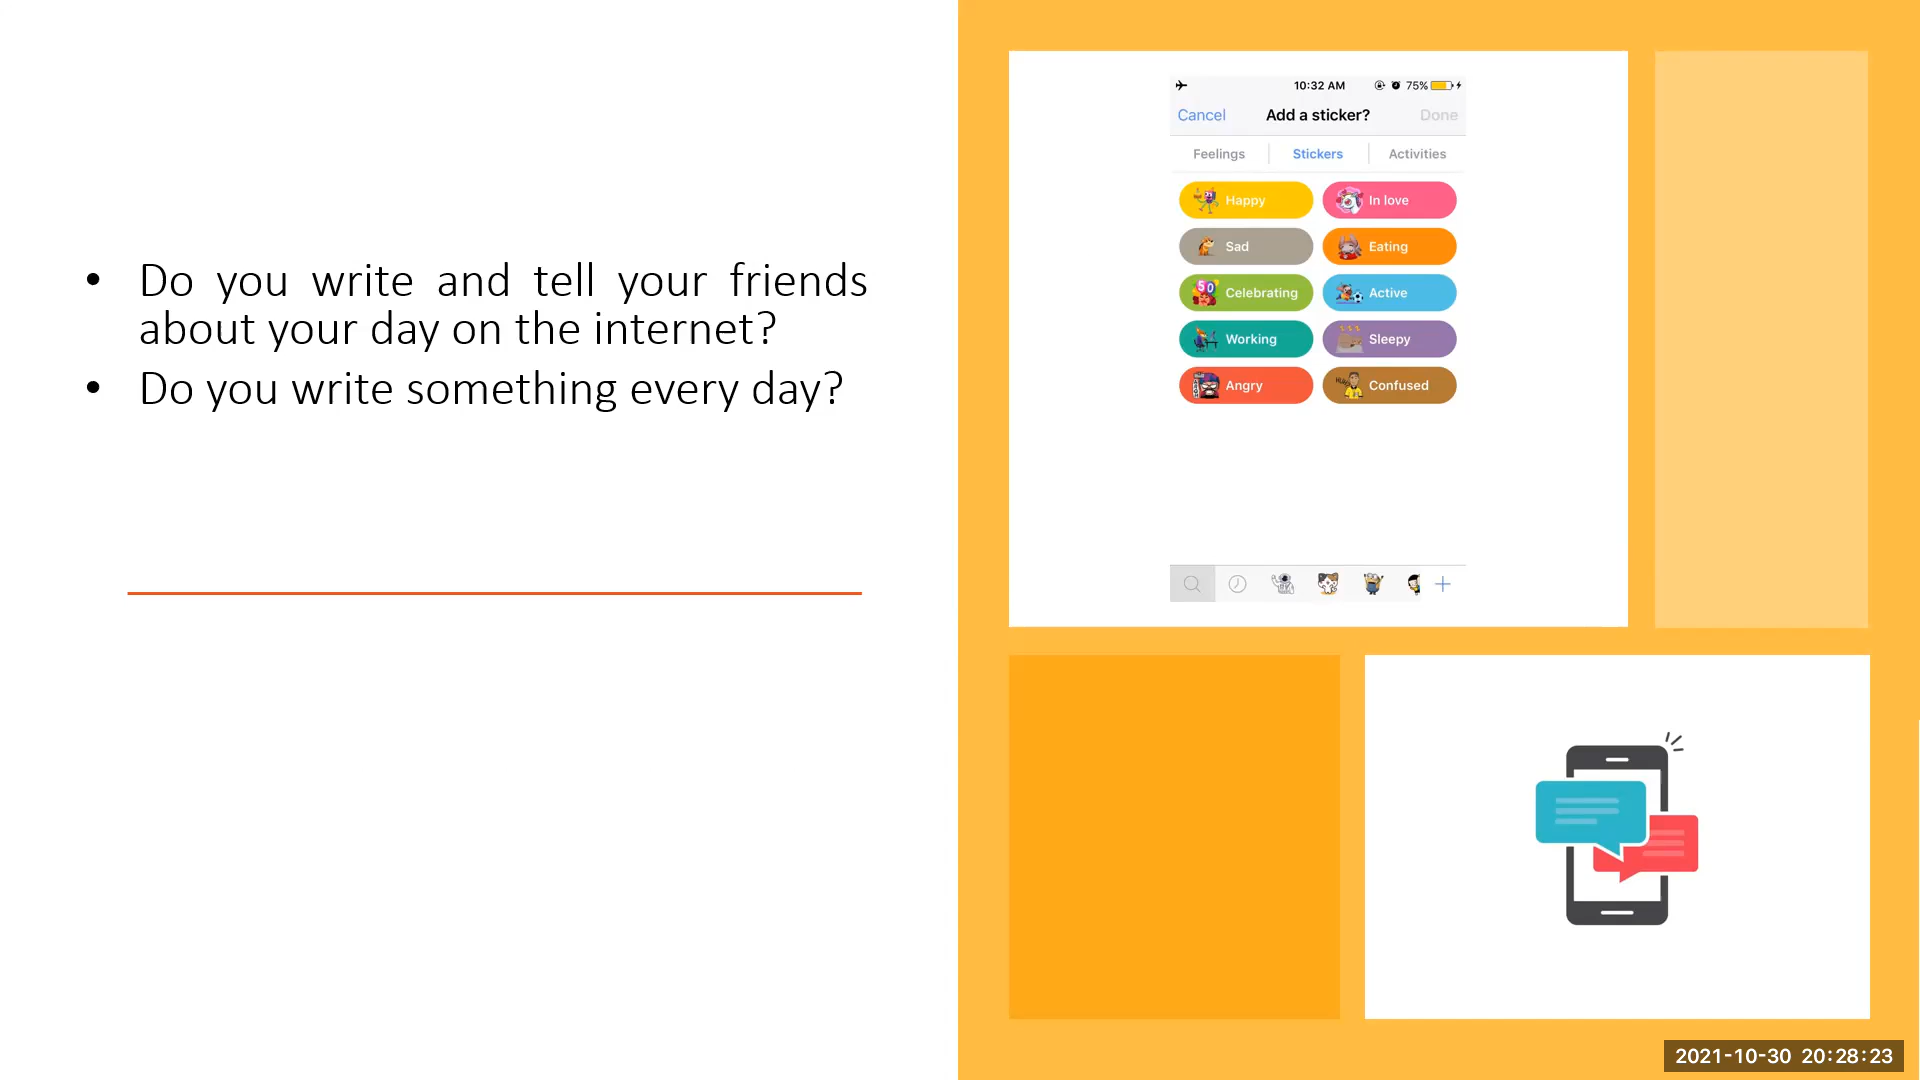 • Do you write and tell your friends
about your day on the internet?
• Do you write something every day?
10:32 AM 75%
Cancel Add a sticker? Done
Feelings Stickers Activities
Happy In love
Sad Eating
Celebrating Active
Working Sleepy
Angry Confused
2021-10-30 20:28:23